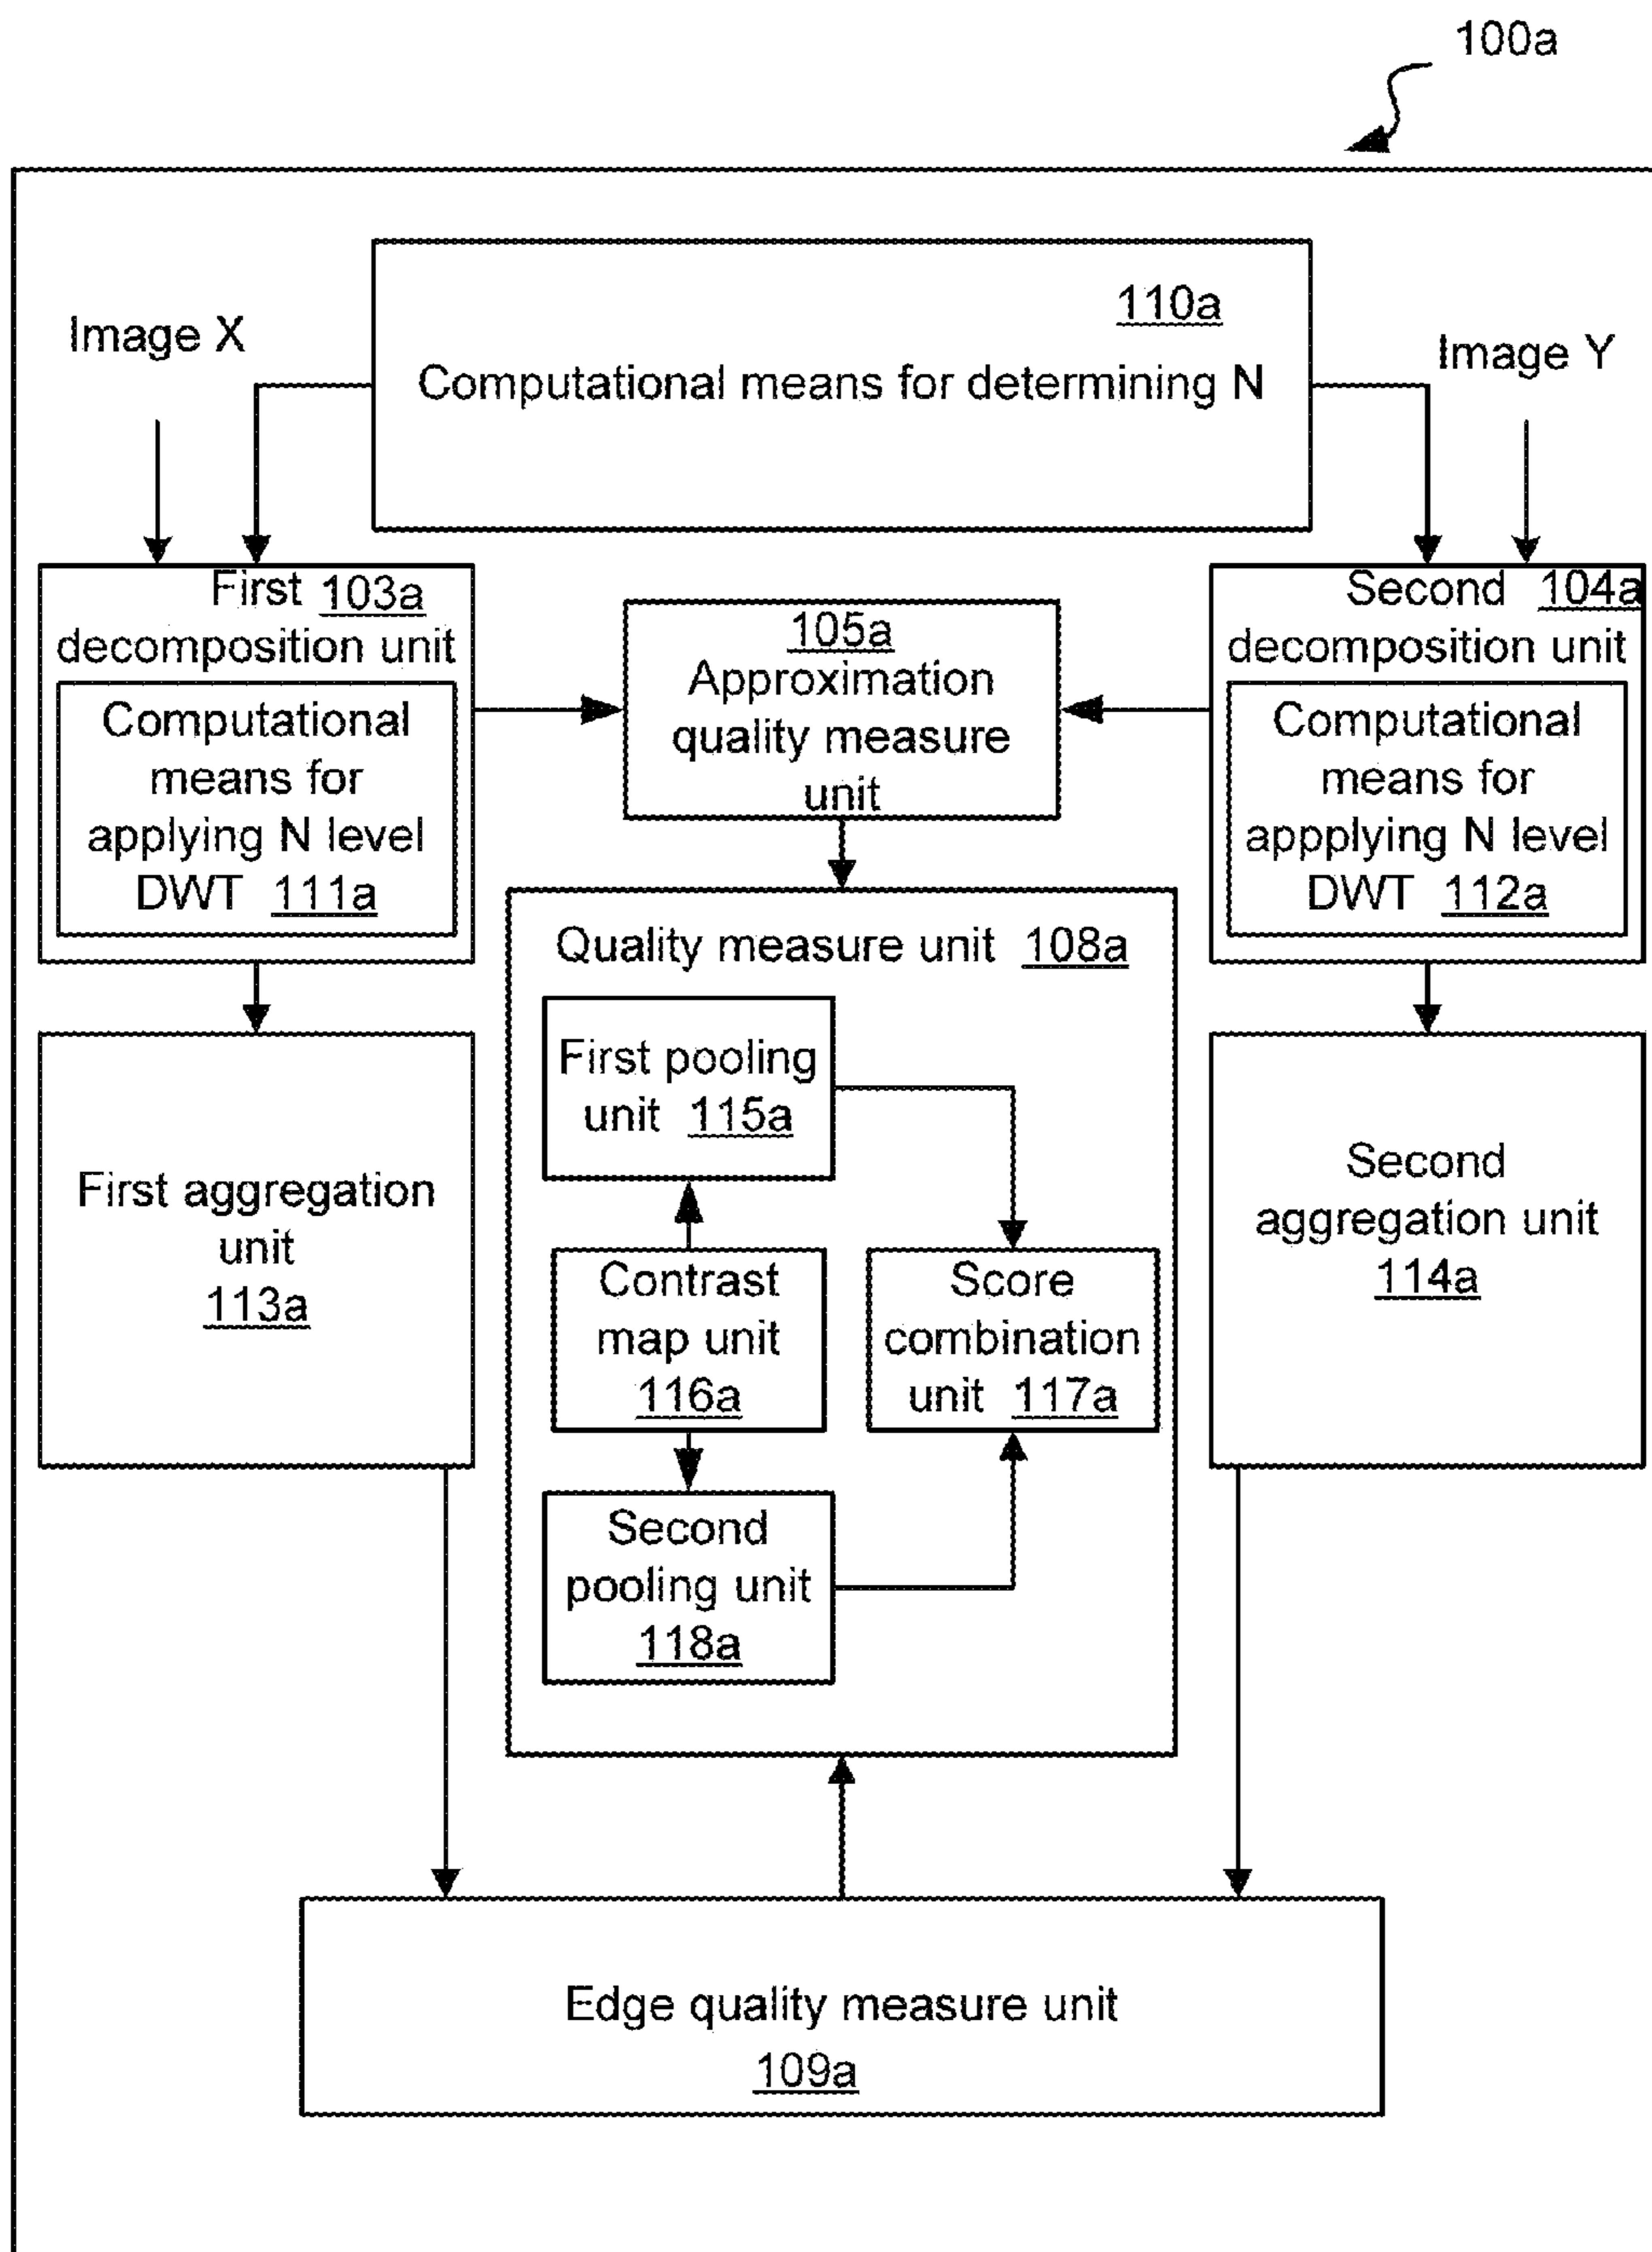 100a
110a
Image X
Computational means for determining N
Image Y
First 103a
decomposition unit
Computational
means for
applying N level
DWT 111a
105a
Approximation
quality measure
unit
Second 104a
decomposition unit
Computational
means for
appplying N level
DWT 112a
Quality measure unit 108a
First pooling
unit 115a
Contrast
map unit
116a
Score
combination
unit 117a
Second
pooling unit
118a
First aggregation
unit
113a
Second
aggregation unit
114a
Edge quality measure unit
109a